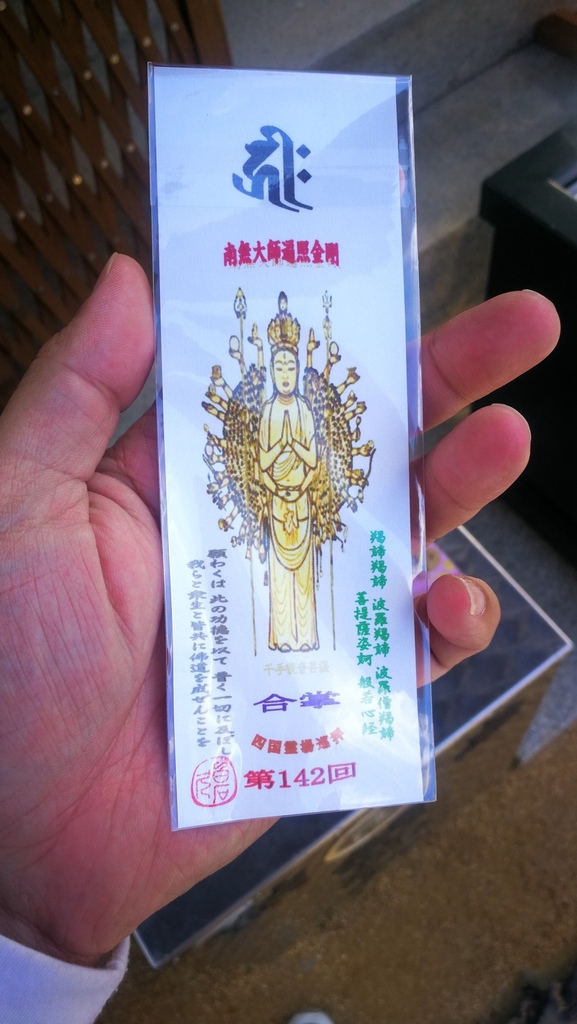 南無大師遍照金剛
羯諦羯諦 波羅羯諦 波羅僧羯諦
菩提薩婆訶 般若心経
願わくは 此の功徳を以て 普く一切に及ぼし
我らと衆生と皆共に佛道を成ぜんことを
千手観音菩薩
合掌
四国霊場巡拝
第142回